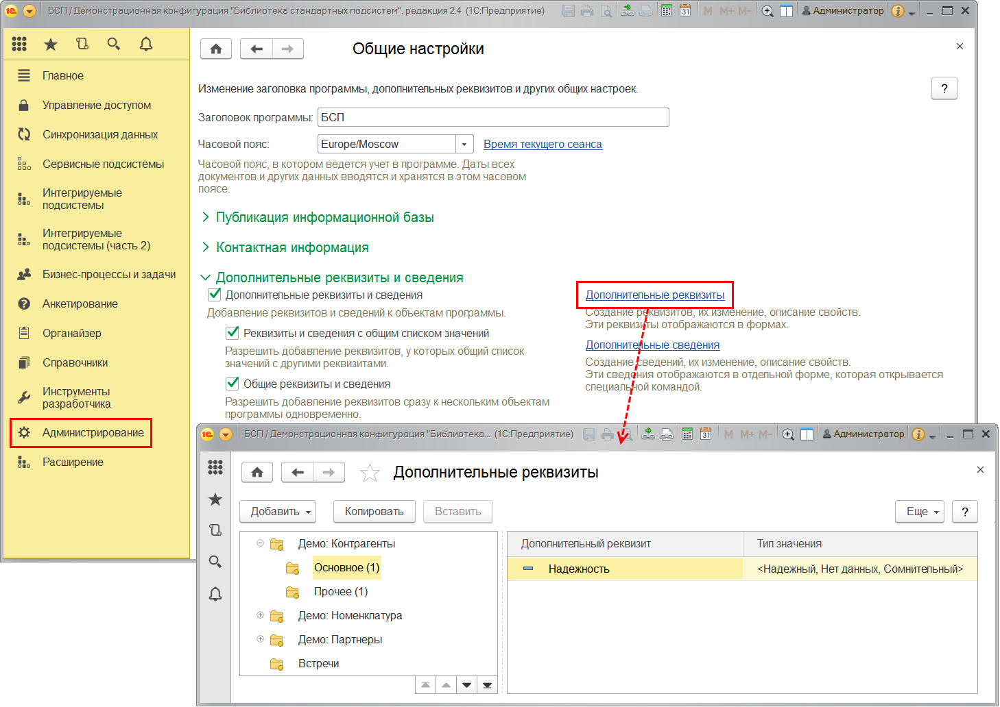 БСП / Демонстрационная конфигурация "Библиотека стандартных подсистем", редакция 2.4 (1С:Предприятие)
M M+ M− Администратор
Главное
Управление доступом
Синхронизация данных
Сервисные подсистемы
Интегрируемые
подсистемы
Интегрируемые
подсистемы (часть 2)
Бизнес-процессы и задачи
Анкетирование
Органайзер
Справочники
Инструменты
разработчика
Администрирование
Расширение
Общие настройки
Изменение заголовка программы, дополнительных реквизитов и других общих настроек.
?
Заголовок программы: БСП
Часовой пояс: Europe/Moscow Время текущего сеанса
Часовой пояс, в котором ведется учет в программе. Даты всех
документов и других данных вводятся и хранятся в этом часовом
поясе.
Публикация информационной базы
Контактная информация
Дополнительные реквизиты и сведения
Дополнительные реквизиты и сведения
Добавление реквизитов и сведений к объектам программы.
Реквизиты и сведения с общим списком значений
Разрешить добавление реквизитов, у которых общий список
значений с другими реквизитами.
Общие реквизиты и сведения
Разрешить добавление реквизитов сразу к нескольким объектам
программы одновременно.
Дополнительные реквизиты
Создание реквизитов, их изменение, описание свойств.
Эти реквизиты отображаются в формах.
Дополнительные сведения
Создание сведений, их изменение, описание свойств.
Эти сведения отображаются в отдельной форме, которая открывается
специальной командой.
БСП / Демонстрационная конфигурация "Библиотека... (1С:Предприятие)
M M+ M− Администратор
Дополнительные реквизиты
Добавить Копировать Вставить Еще ?
Демо: Контрагенты
Основное (1)
Прочее (1)
Демо: Номенклатура
Демо: Партнеры
Встречи
Дополнительный реквизит Тип значения
Надежность <Надежный, Нет данных, Сомнительный>